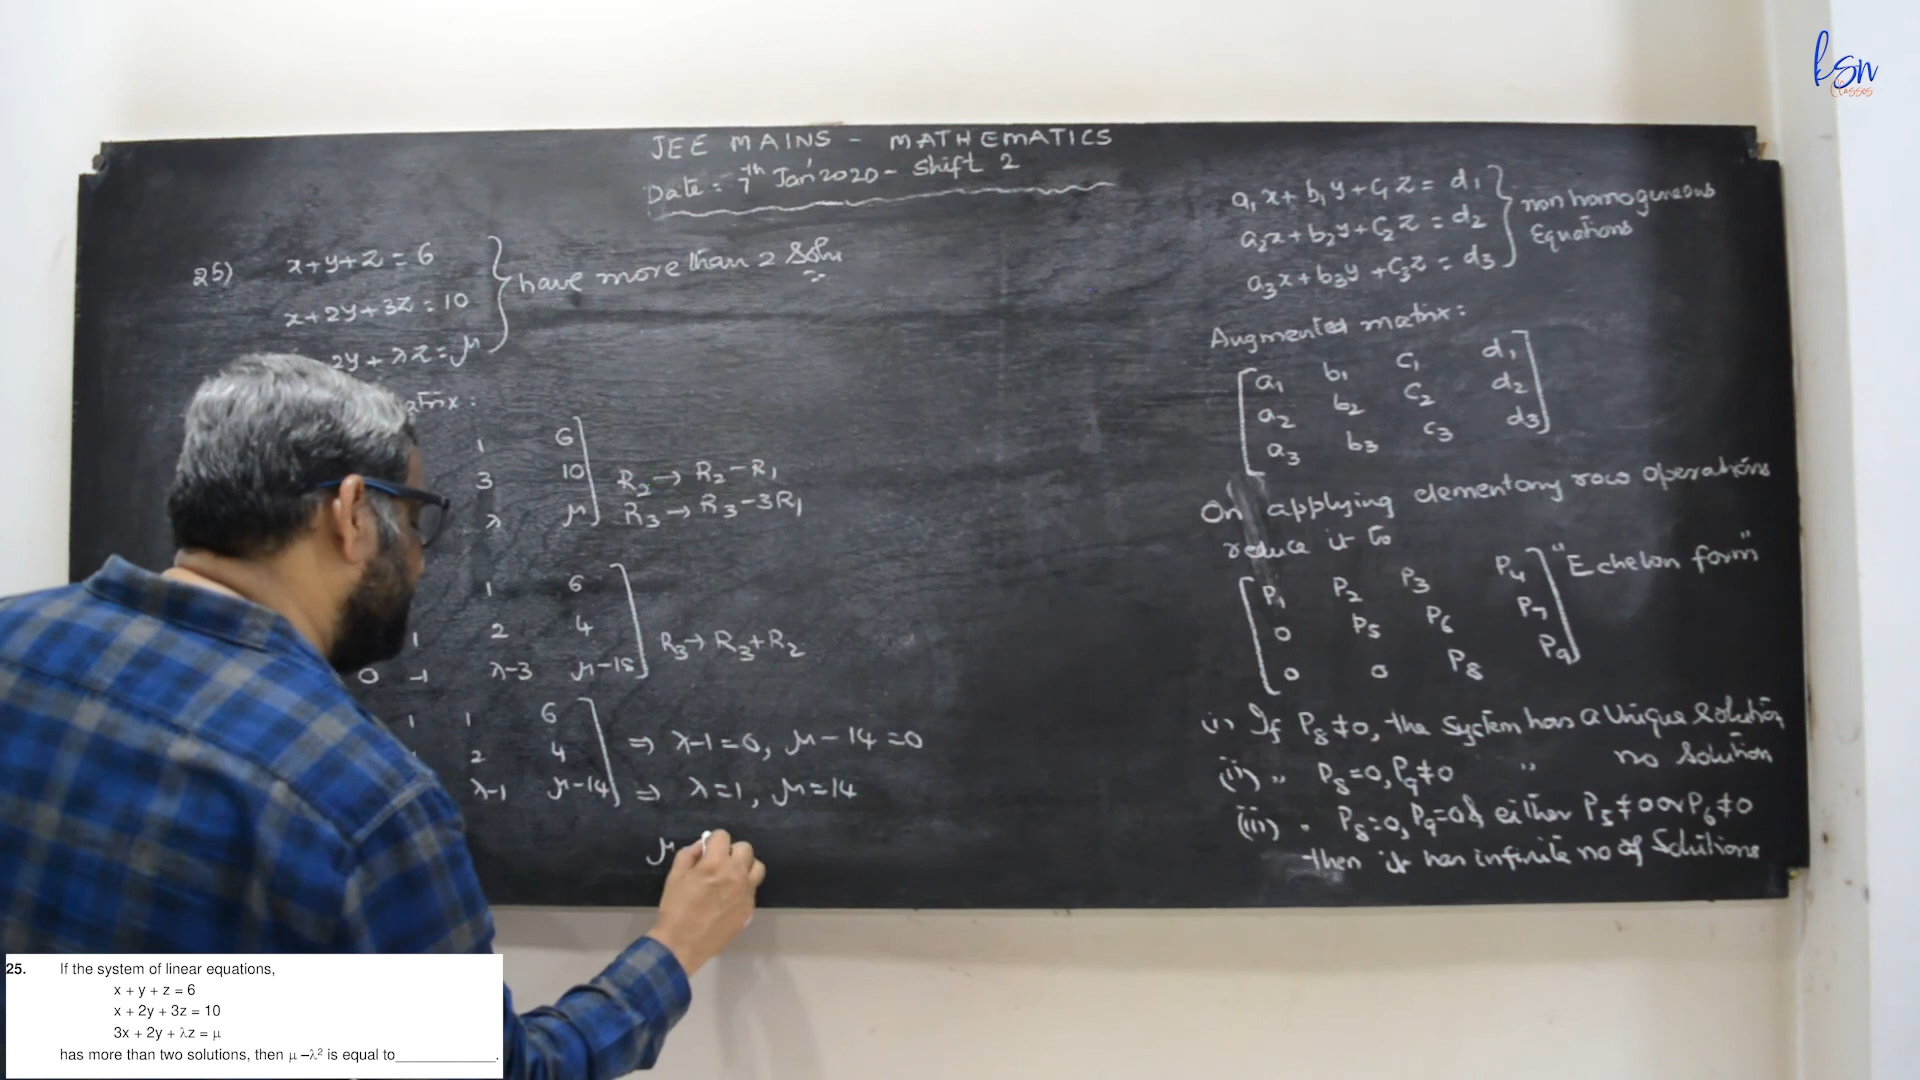 ksn
Classes
JEE MAINS - MATHEMATICS
Date: 7th Jan 2020 - Shift 2
25) x+y+z=6
x+2y+3z=10
2y+λz=μ
have more than 2 Soln
atrix:
1 6
3 10
λ μ
R2→R2-R1
R3→R3-3R1
1 6
1 2 4
0 -1 λ-3 μ-18
R3→R3+R2
1 1 6
2 4
λ-1 μ-14
⇒ λ-1=0, μ-14=0
⇒ λ=1, μ=14
μ
a1x+b1y+c1z=d1
a2x+b2y+c2z=d2
a3x+b3y+c3z=d3
non homogeneous
Equations
Augmented matrix:
a1 b1 c1 d1
a2 b2 c2 d2
a3 b3 c3 d3
On applying elementary row operations
reduce it to
P1 P2 P3 P4
0 P5 P6 P7
0 0 P8 P9
"Echelon form"
(i) If P8≠0, the system has a Unique Solution
(ii) " P8=0, P9≠0 " no Solution
(iii) " P8=0, P9=0 & either P5≠0 or P6≠0
then it has infinite no of Solutions
25. If the system of linear equations,
x + y + z = 6
x + 2y + 3z = 10
3x + 2y + λz = μ
has more than two solutions, then μ –λ² is equal to____________.